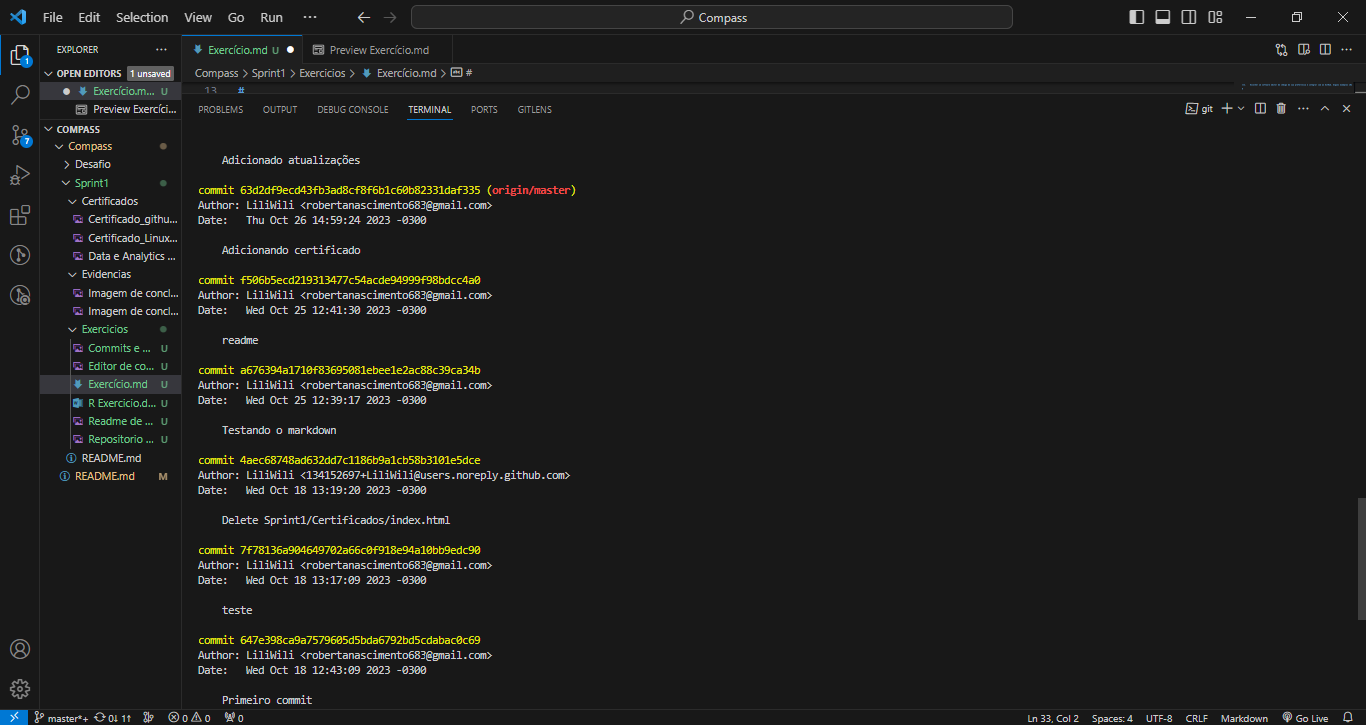 File Edit Selection View Go Run ··· Compass
EXPLORER ···
OPEN EDITORS 1 unsaved
Exercício.m... U
Preview Exercíci...
COMPASS
Compass
Desafio
Sprint1
Certificados
Certificado_githu...
Certificado_Linux...
Data e Analytics ...
Evidencias
Imagem de concl...
Imagem de concl...
Exercicios
Commits e ... U
Editor de co... U
Exercício.md U
R Exercicio.d... U
Readme de ... U
Repositorio ... U
README.md
README.md M
Exercício.md U Preview Exercício.md
Compass > Sprint1 > Exercicios > Exercício.md > #
13 #
PROBLEMS OUTPUT DEBUG CONSOLE TERMINAL PORTS GITLENS git
Adicionado atualizações
commit 63d2df9ecd43fb3ad8cf8f6b1c60b82331daf335 (origin/master)
Author: LiliWili <robertanascimento683@gmail.com>
Date: Thu Oct 26 14:59:24 2023 -0300
Adicionando certificado
commit f506b5ecd219313477c54acde94999f98bdcc4a0
Author: LiliWili <robertanascimento683@gmail.com>
Date: Wed Oct 25 12:41:30 2023 -0300
readme
commit a676394a1710f83695081ebee1e2ac88c39ca34b
Author: LiliWili <robertanascimento683@gmail.com>
Date: Wed Oct 25 12:39:17 2023 -0300
Testando o markdown
commit 4aec68748ad632dd7c1186b9a1cb58b3101e5dce
Author: LiliWili <134152697+LiliWili@users.noreply.github.com>
Date: Wed Oct 18 13:19:20 2023 -0300
Delete Sprint1/Certificados/index.html
commit 7f78136a904649702a66c0f918e94a10bb9edc90
Author: LiliWili <robertanascimento683@gmail.com>
Date: Wed Oct 18 13:17:09 2023 -0300
teste
commit 647e398ca9a7579605d5bda6792bd5cdabac0c69
Author: LiliWili <robertanascimento683@gmail.com>
Date: Wed Oct 18 12:43:09 2023 -0300
Primeiro commit
master*+ 0↓ 1↑ 0 0 0 Ln 33, Col 2 Spaces: 4 UTF-8 CRLF Markdown Go Live